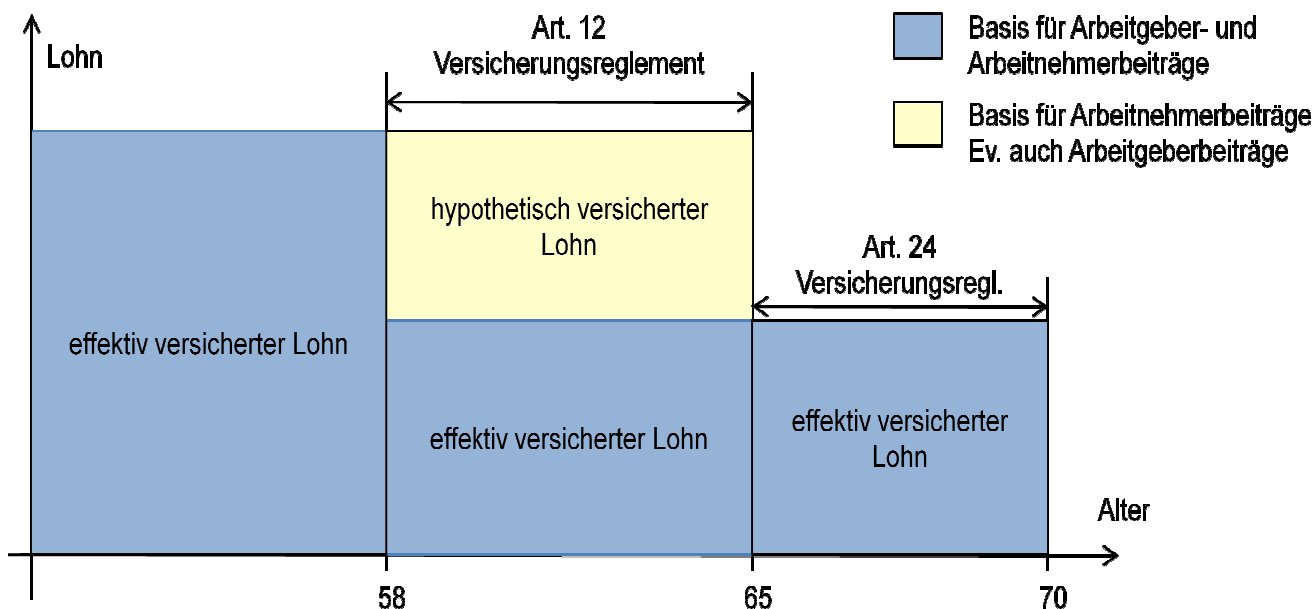 Lohn
Art. 12
Versicherungsreglement
Basis für Arbeitgeber- und
Arbeitnehmerbeiträge
Basis für Arbeitnehmerbeiträge
Ev. auch Arbeitgeberbeiträge
hypothetisch versicherter
Lohn
Art. 24
Versicherungsregl.
effektiv versicherter Lohn
effektiv versicherter Lohn
effektiv versicherter
Lohn
Alter
58
65
70